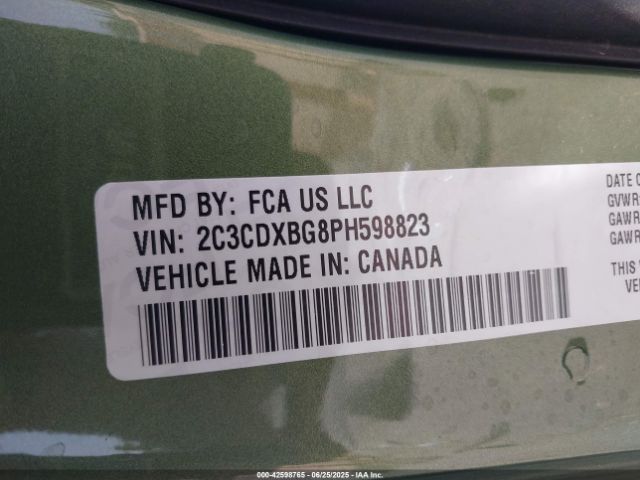 MFD BY: FCA US LLC
VIN: 2C3CDXBG8PH598823
VEHICLE MADE IN: CANADA
DATE O
GVWR:
GAWR
GAWR
THIS V
VE
00-42598765 - 06/25/2025 - IAA Inc.